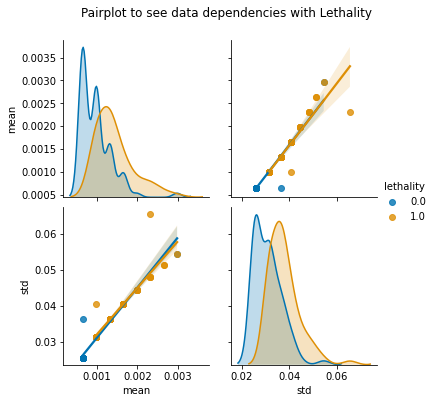 Pairplot to see data dependencies with Lethality
0.0035
0.0030
0.0025
0.0020
0.0015
0.0010
0.0005
mean
lethality
0.0
1.0
0.06
0.05
0.04
0.03
std
0.001 0.002 0.003
mean
0.02 0.04 0.06
std